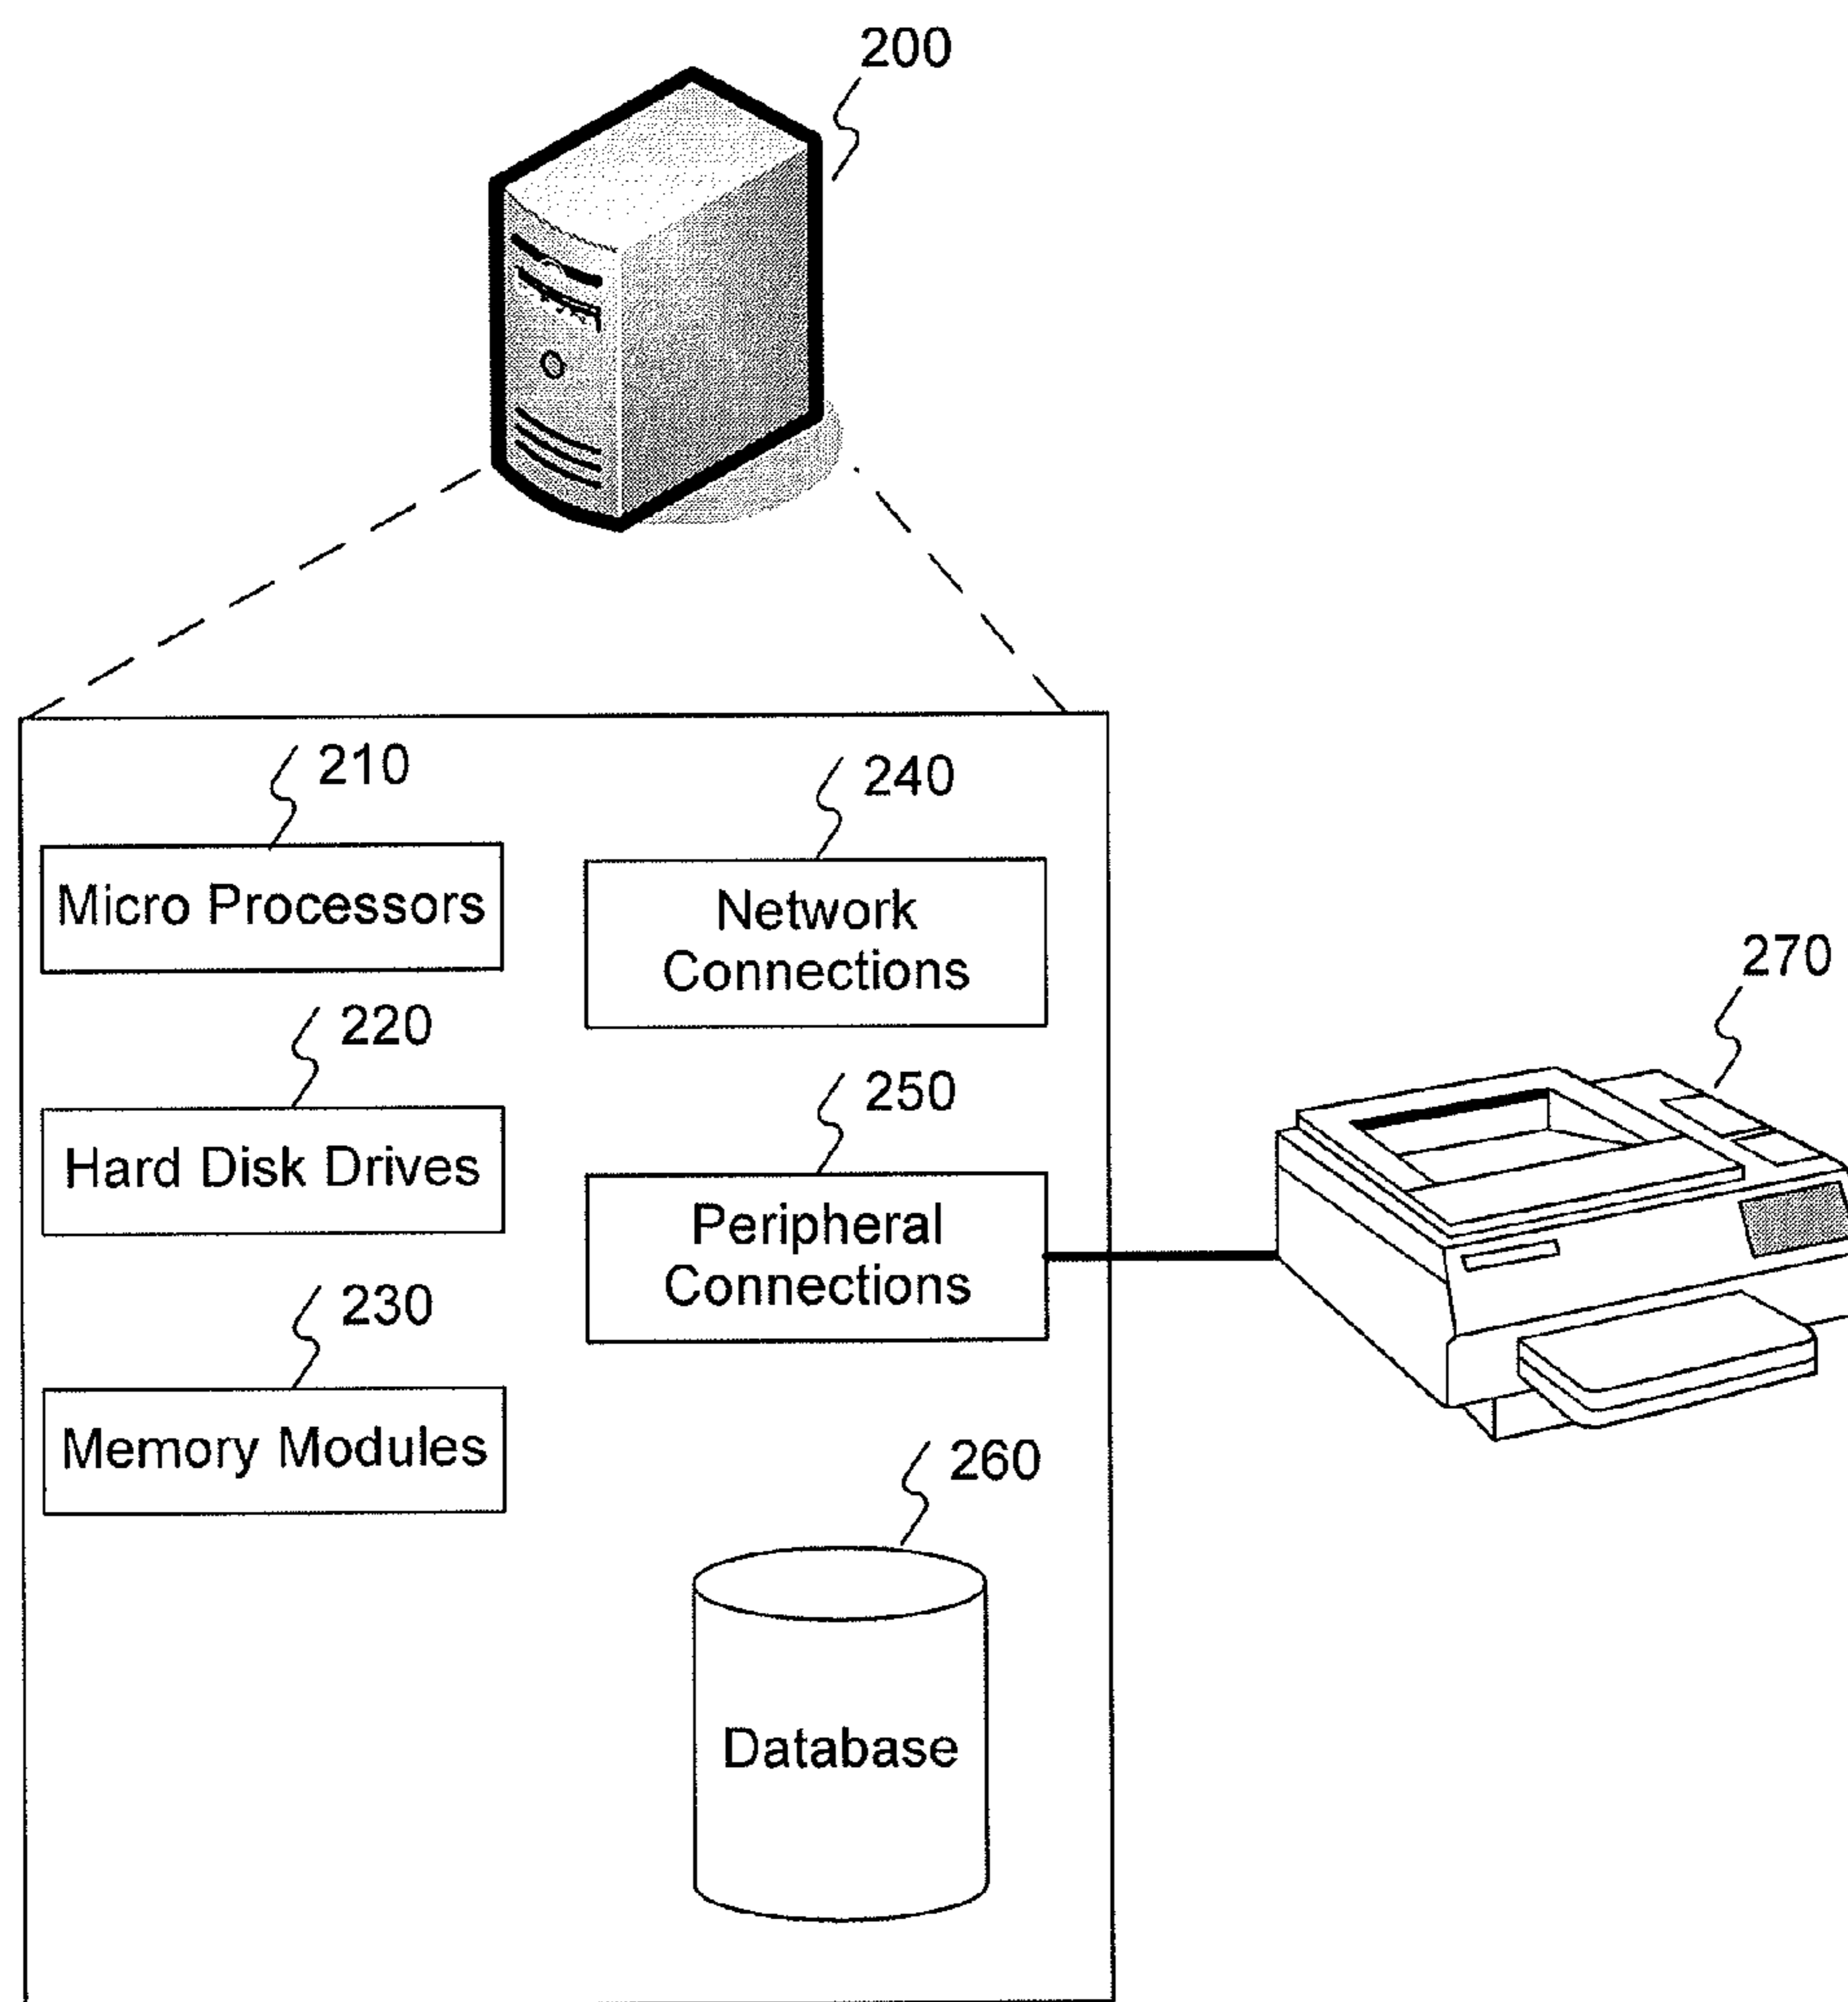 200
210
Micro Processors
240
Network
Connections
220
Hard Disk Drives
250
Peripheral
Connections
270
230
Memory Modules
260
Database